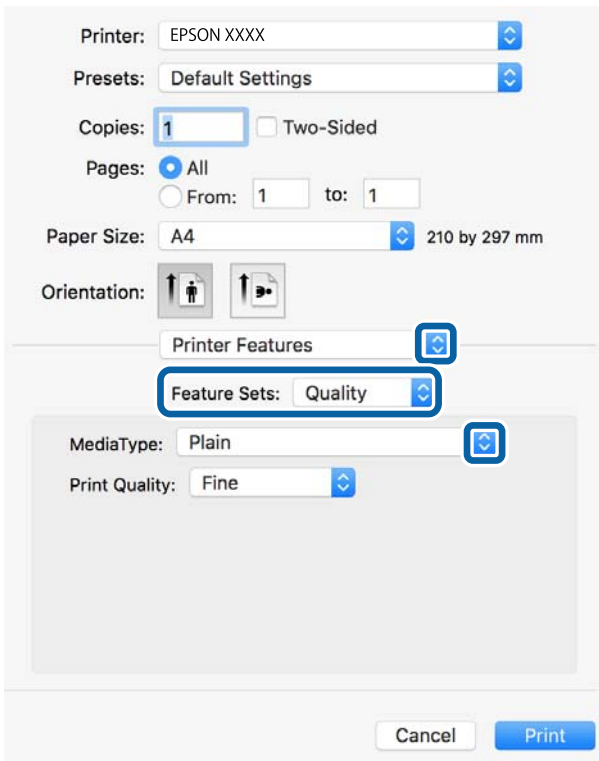 Printer: EPSON XXXX
Presets: Default Settings
Copies: 1 Two-Sided
Pages: All
From: 1 to: 1
Paper Size: A4 210 by 297 mm
Orientation:
Printer Features
Feature Sets: Quality
MediaType: Plain
Print Quality: Fine
Cancel Print